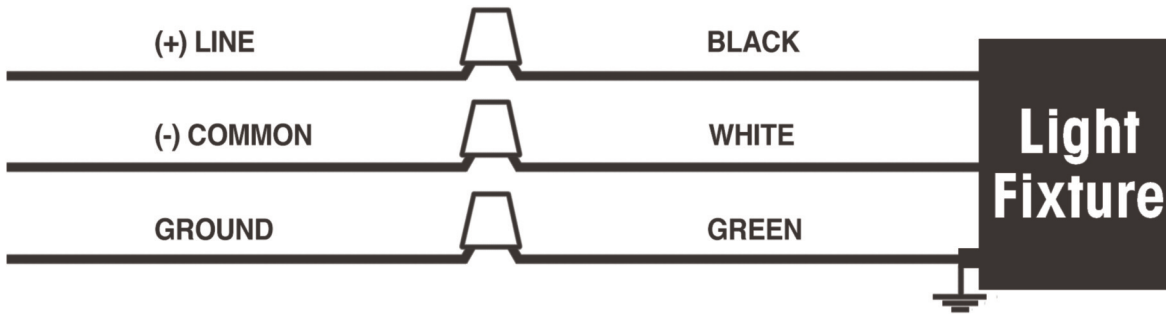 (+) LINE
BLACK
(-) COMMON
WHITE
GROUND
GREEN
Light
Fixture